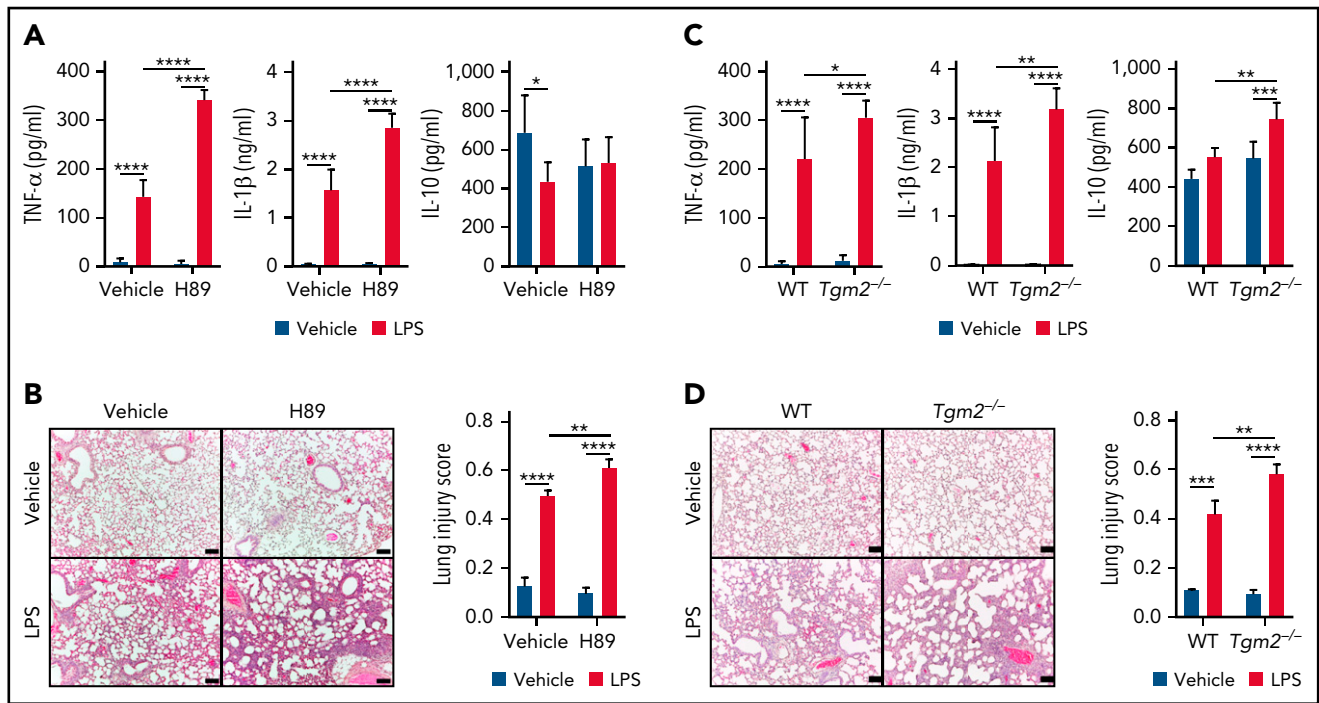 A
TNF-α (pg/ml)
400
300
200
100
0
****
****
****
Vehicle H89
IL-1β (ng/ml)
4
3
2
1
0
****
****
****
Vehicle H89
IL-10 (pg/ml)
1,000
800
600
400
200
0
*
Vehicle H89
Vehicle LPS
C
TNF-α (pg/ml)
400
300
200
100
0
*
****
****
WT Tgm2–/–
IL-1β (ng/ml)
4
3
2
1
0
**
****
****
WT Tgm2–/–
IL-10 (pg/ml)
1,000
800
600
400
200
0
**
***
WT Tgm2–/–
Vehicle LPS
B
Vehicle H89
Vehicle
LPS
Lung injury score
0.8
0.6
0.4
0.2
0.0
**
****
****
Vehicle H89
Vehicle LPS
D
WT Tgm2–/–
Vehicle
LPS
Lung injury score
0.8
0.6
0.4
0.2
0.0
**
****
***
WT Tgm2–/–
Vehicle LPS